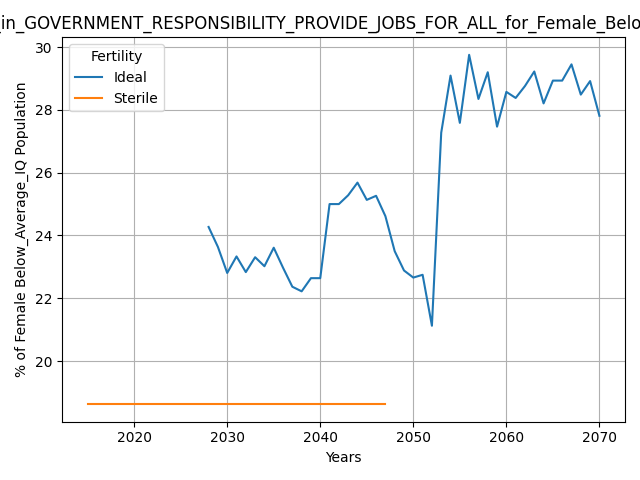 _in_GOVERNMENT_RESPONSIBILITY_PROVIDE_JOBS_FOR_ALL_for_Female_Belo
Fertility
Ideal
Sterile
% of Female Below_Average_IQ Population
30
28
26
24
22
20
2020 2030 2040 2050 2060 2070
Years